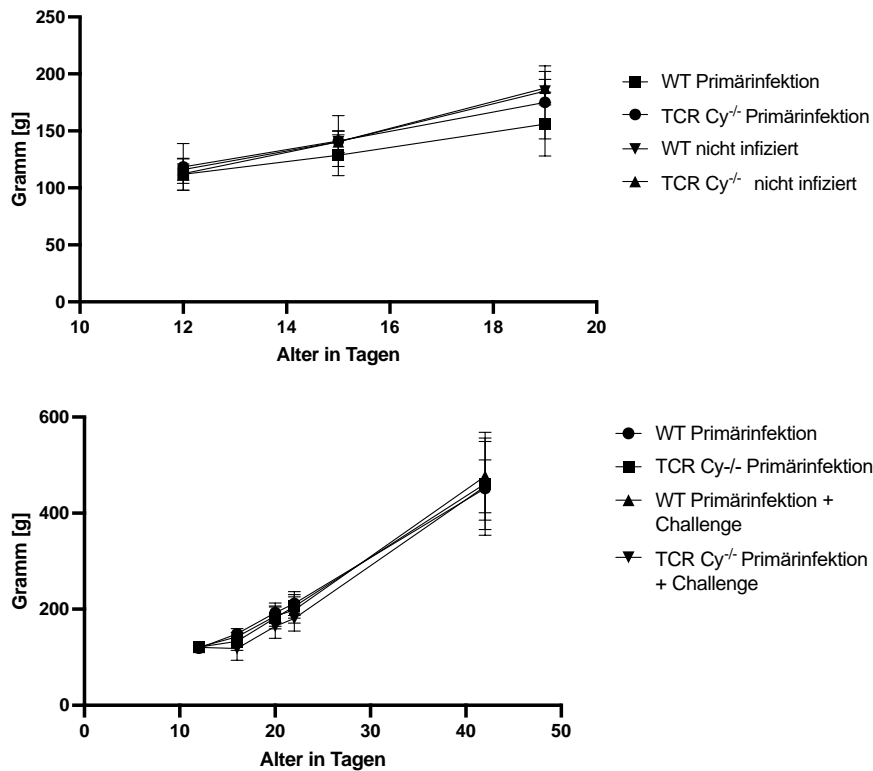 250
200
150
100
50
0
Gramm [g]
10 12 14 16 18 20
Alter in Tagen
WT Primärinfektion
TCR Cy-/- Primärinfektion
WT nicht infiziert
TCR Cy-/- nicht infiziert
600
400
200
0
Gramm [g]
0 10 20 30 40 50
Alter in Tagen
WT Primärinfektion
TCR Cy-/- Primärinfektion
WT Primärinfektion +
Challenge
TCR Cy-/- Primärinfektion
+ Challenge